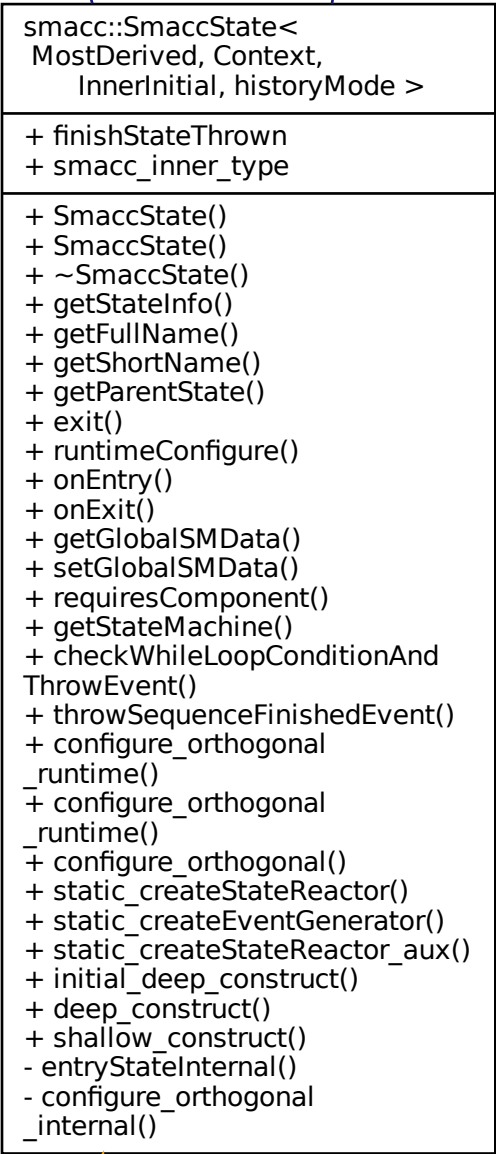 smacc::SmaccState<
MostDerived, Context,
InnerInitial, historyMode >
+ finishStateThrown
+ smacc_inner_type
+ SmaccState()
+ SmaccState()
+ ~SmaccState()
+ getStateInfo()
+ getFullName()
+ getShortName()
+ getParentState()
+ exit()
+ runtimeConfigure()
+ onEntry()
+ onExit()
+ getGlobalSMData()
+ setGlobalSMData()
+ requiresComponent()
+ getStateMachine()
+ checkWhileLoopConditionAnd
ThrowEvent()
+ throwSequenceFinishedEvent()
+ configure_orthogonal
_runtime()
+ configure_orthogonal
_runtime()
+ configure_orthogonal()
+ static_createStateReactor()
+ static_createEventGenerator()
+ static_createStateReactor_aux()
+ initial_deep_construct()
+ deep_construct()
+ shallow_construct()
- entryStateInternal()
- configure_orthogonal
_internal()